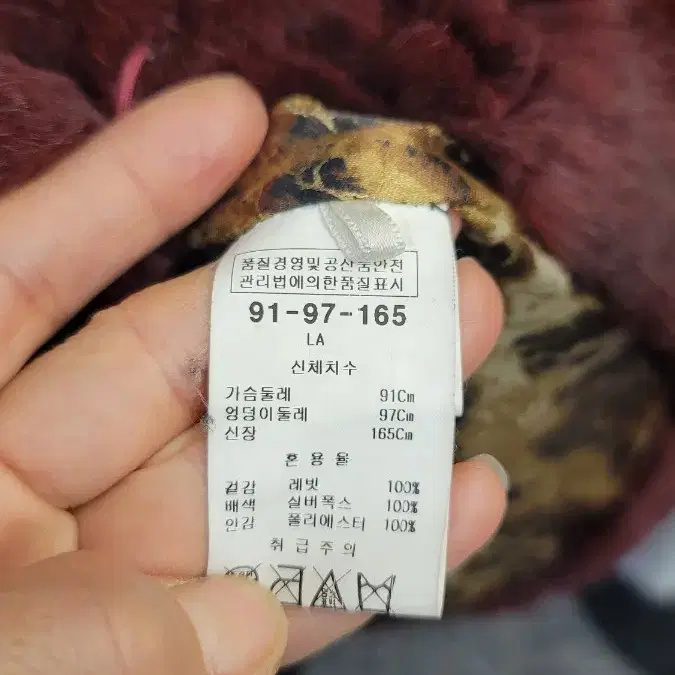 품질경영및공산품안전
관리법에의한품질표시
91-97-165
LA
신체치수
가슴둘레 91Cm
엉덩이둘레 97Cm
신장 165Cm
혼용율
겉감 레빗 100%
배색 실버폭스 100%
안감 폴리에스터 100%
취급주의